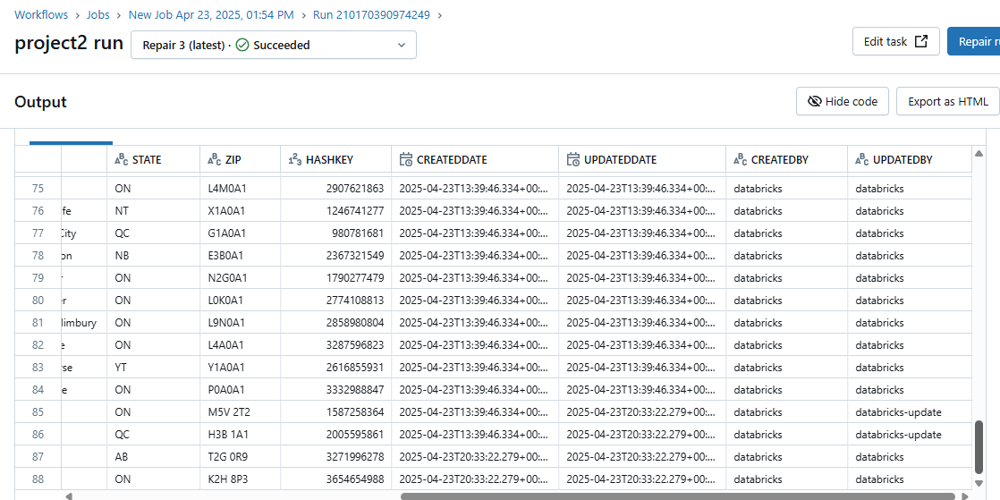 Workflows › Jobs › New Job Apr 23, 2025, 01:54 PM › Run 210170390974249 ›
project2 run Repair 3 (latest) · Succeeded Edit task Repair r
Output Hide code Export as HTML
STATE ZIP HASHKEY CREATEDDATE UPDATEDDATE CREATEDBY UPDATEDBY
75 ON L4M0A1 2907621863 2025-04-23T13:39:46.334+00:... 2025-04-23T13:39:46.334+00:... databricks databricks
76 fe NT X1A0A1 1246741277 2025-04-23T13:39:46.334+00:... 2025-04-23T13:39:46.334+00:... databricks databricks
77 City QC G1A0A1 980781681 2025-04-23T13:39:46.334+00:... 2025-04-23T13:39:46.334+00:... databricks databricks
78 on NB E3B0A1 2367321549 2025-04-23T13:39:46.334+00:... 2025-04-23T13:39:46.334+00:... databricks databricks
79 ON N2G0A1 1790277479 2025-04-23T13:39:46.334+00:... 2025-04-23T13:39:46.334+00:... databricks databricks
80 er ON L0K0A1 2774108813 2025-04-23T13:39:46.334+00:... 2025-04-23T13:39:46.334+00:... databricks databricks
81 limbury ON L9N0A1 2858980804 2025-04-23T13:39:46.334+00:... 2025-04-23T13:39:46.334+00:... databricks databricks
82 e ON L4A0A1 3287596823 2025-04-23T13:39:46.334+00:... 2025-04-23T13:39:46.334+00:... databricks databricks
83 rse YT Y1A0A1 2616855931 2025-04-23T13:39:46.334+00:... 2025-04-23T13:39:46.334+00:... databricks databricks
84 e ON P0A0A1 3332988847 2025-04-23T13:39:46.334+00:... 2025-04-23T13:39:46.334+00:... databricks databricks
85 ON M5V 2T2 1587258364 2025-04-23T13:39:46.334+00:... 2025-04-23T20:33:22.279+00:... databricks databricks-update
86 QC H3B 1A1 2005595861 2025-04-23T13:39:46.334+00:... 2025-04-23T20:33:22.279+00:... databricks databricks-update
87 AB T2G 0R9 3271996278 2025-04-23T20:33:22.279+00:... 2025-04-23T20:33:22.279+00:... databricks databricks
88 ON K2H 8P3 3654654988 2025-04-23T20:33:22.279+00:... 2025-04-23T20:33:22.279+00:... databricks databricks